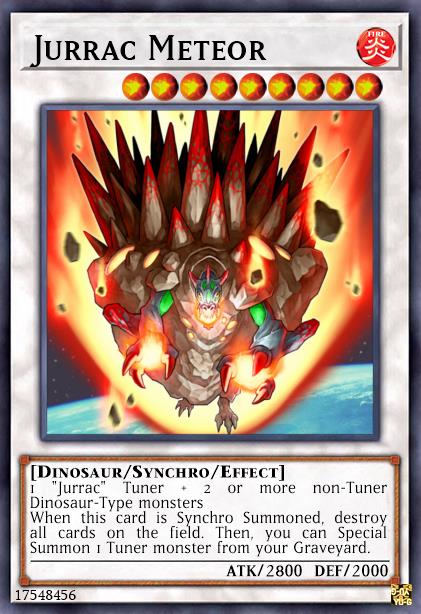 Jurrac Meteor
FIRE
炎
[Dinosaur/Synchro/Effect]
1 "Jurrac" Tuner + 2 or more non-Tuner
Dinosaur-Type monsters
When this card is Synchro Summoned, destroy
all cards on the field. Then, you can Special
Summon 1 Tuner monster from your Graveyard.
ATK/2800 DEF/2000
17548456